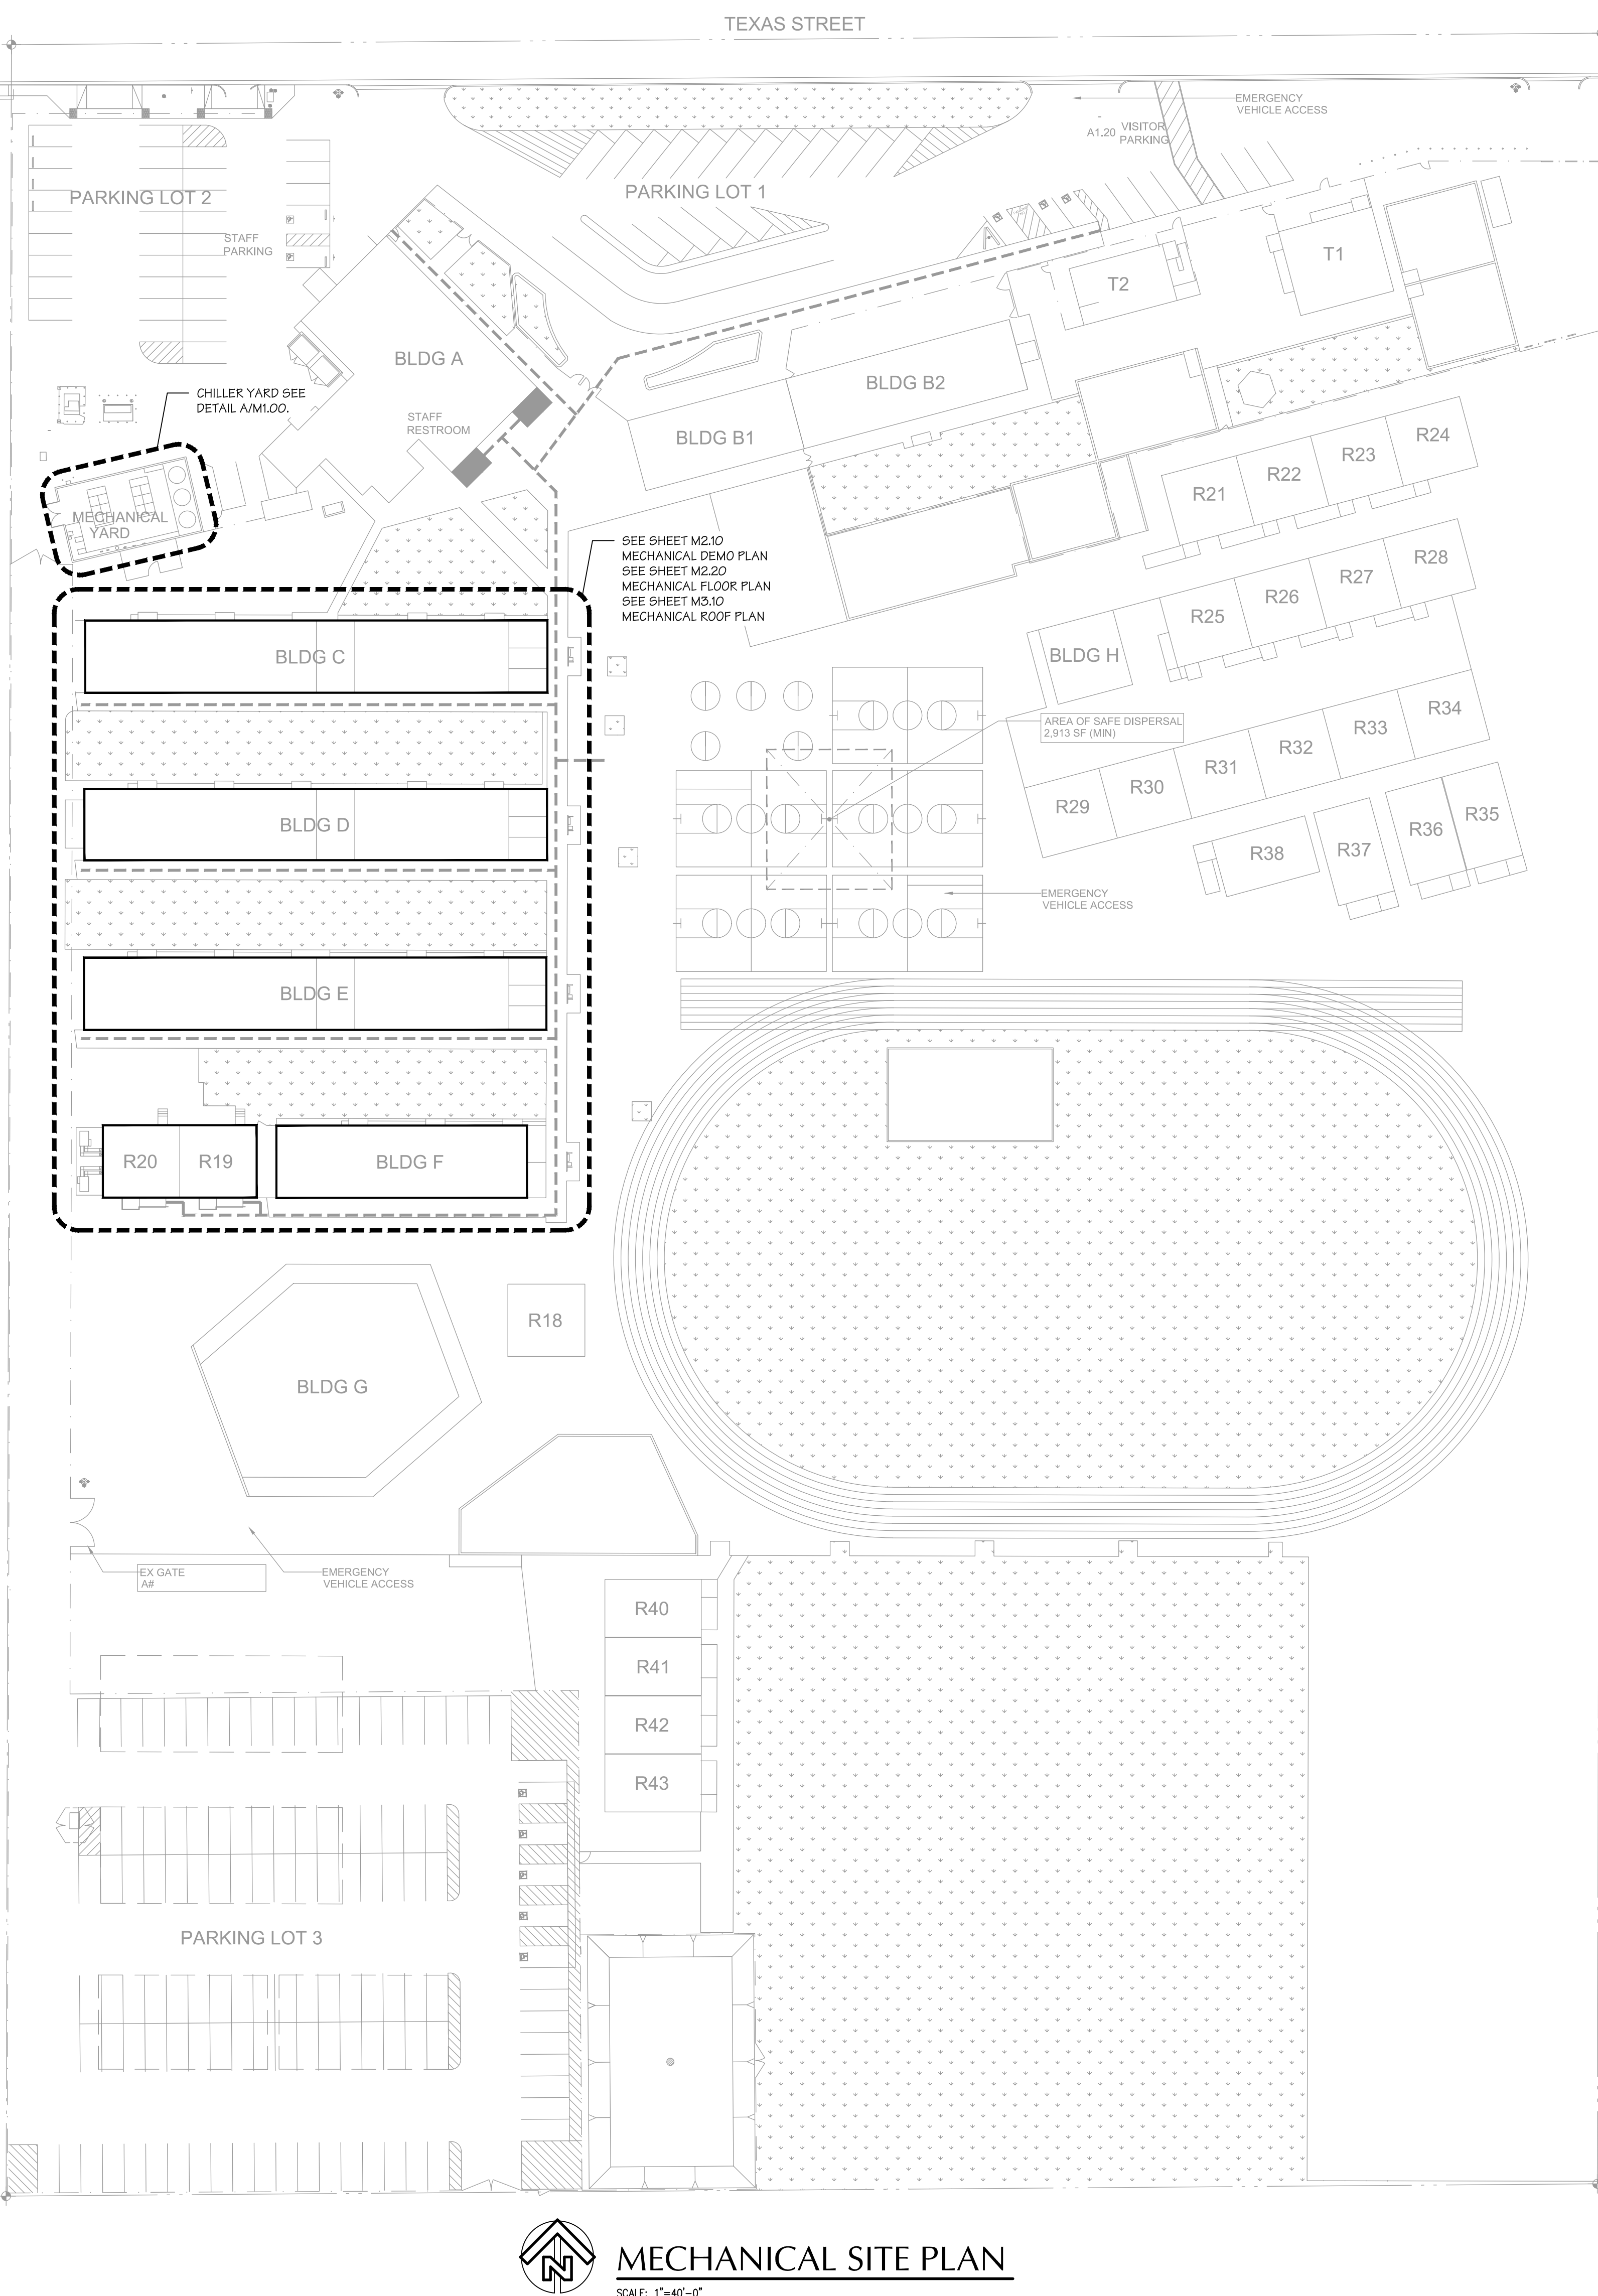 TEXAS STREET
EMERGENCY
VEHICLE ACCESS
A1.20 VISITOR
PARKING
PARKING LOT 2
PARKING LOT 1
STAFF
PARKING
T1
T2
BLDG A
BLDG B2
CHILLER YARD SEE
DETAIL A/M1.00.
STAFF
RESTROOM
BLDG B1
R24
R23
R22
R21
MECHANICAL
YARD
SEE SHEET M2.10
MECHANICAL DEMO PLAN
SEE SHEET M2.20
MECHANICAL FLOOR PLAN
SEE SHEET M3.10
MECHANICAL ROOF PLAN
R28
R27
R26
R25
BLDG H
BLDG C
AREA OF SAFE DISPERSAL
2,913 SF (MIN)
R34
R33
R32
R31
R30
R29
BLDG D
R35
R36
R37
R38
EMERGENCY
VEHICLE ACCESS
BLDG E
R20
R19
BLDG F
R18
BLDG G
EX GATE
A#
EMERGENCY
VEHICLE ACCESS
R40
R41
R42
R43
PARKING LOT 3
N
MECHANICAL SITE PLAN
SCALE: 1"=40'-0"